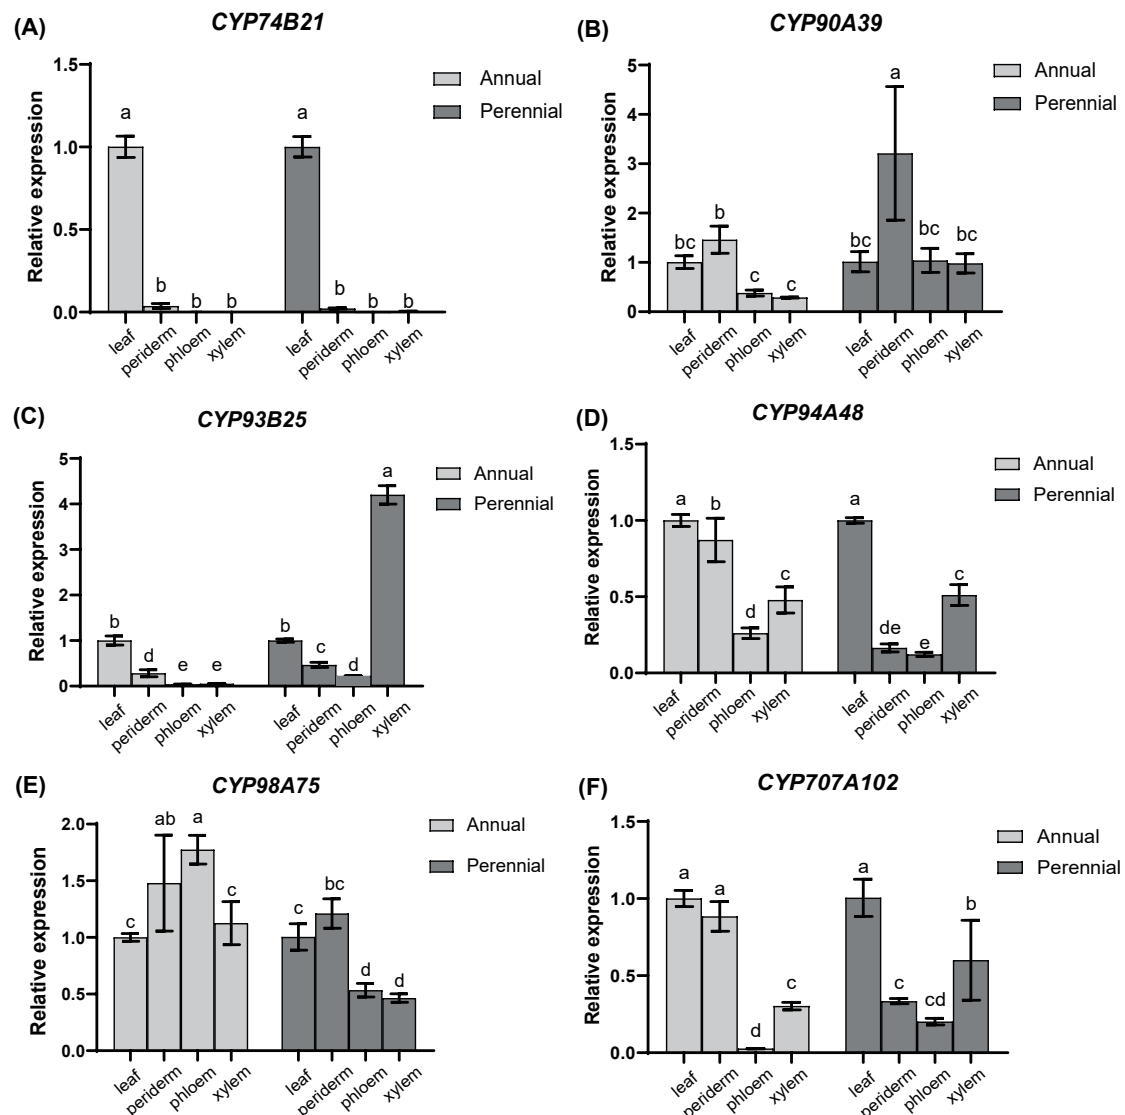 (A)
CYP74B21
Relative expression
1.5
1.0
0.5
0.0
a
b
b
b
a
b
b
b
leaf
periderm
phloem
xylem
leaf
periderm
phloem
xylem
Annual
Perennial
(B)
CYP90A39
Relative expression
5
4
3
2
1
0
bc
b
c
c
bc
a
bc
bc
leaf
periderm
phloem
xylem
leaf
periderm
phloem
xylem
Annual
Perennial
(C)
CYP93B25
Relative expression
5
4
3
2
1
0
b
d
e
e
b
c
d
a
leaf
periderm
phloem
xylem
leaf
periderm
phloem
xylem
Annual
Perennial
(D)
CYP94A48
Relative expression
1.5
1.0
0.5
0.0
a
b
d
c
a
de
e
c
leaf
periderm
phloem
xylem
leaf
periderm
phloem
xylem
Annual
Perennial
(E)
CYP98A75
Relative expression
2.0
1.5
1.0
0.5
0.0
c
ab
a
c
c
bc
d
d
leaf
periderm
phloem
xylem
leaf
periderm
phloem
xylem
Annual
Perennial
(F)
CYP707A102
Relative expression
1.5
1.0
0.5
0.0
a
a
d
c
a
c
cd
b
leaf
periderm
phloem
xylem
leaf
periderm
phloem
xylem
Annual
Perennial